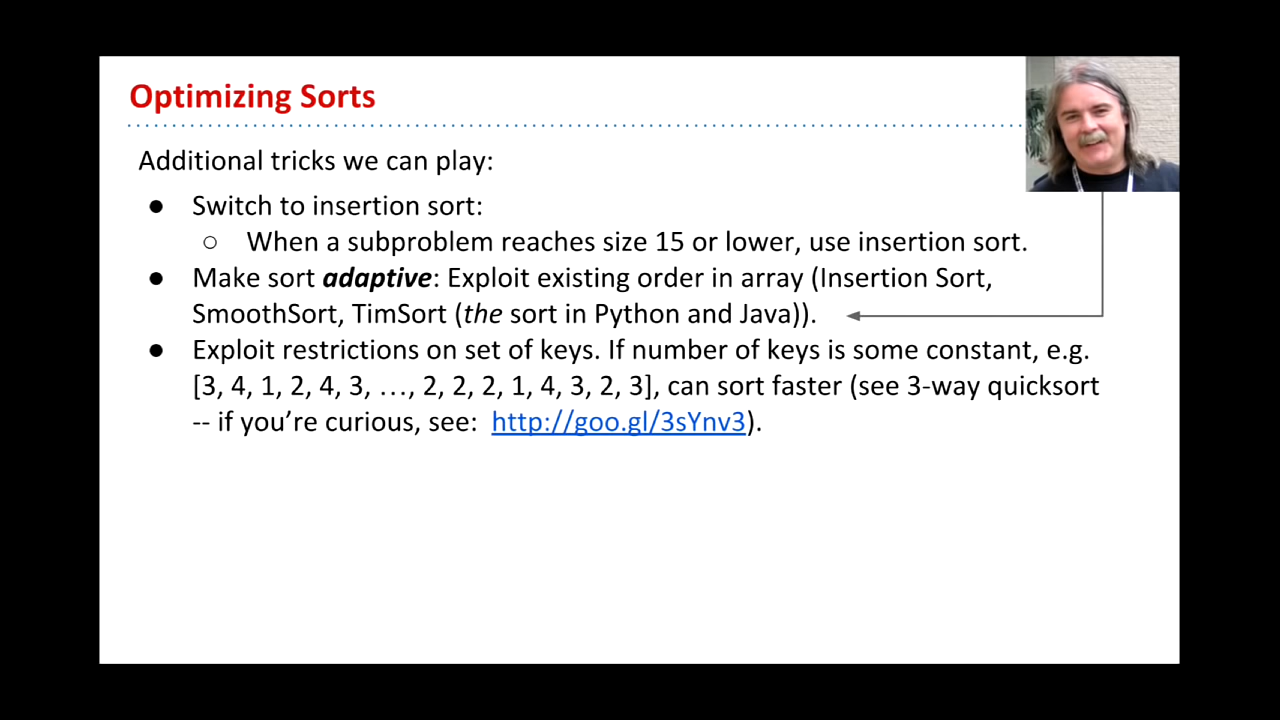 Optimizing Sorts
Additional tricks we can play:
● Switch to insertion sort:
○ When a subproblem reaches size 15 or lower, use insertion sort.
● Make sort adaptive: Exploit existing order in array (Insertion Sort,
SmoothSort, TimSort (the sort in Python and Java)).
● Exploit restrictions on set of keys. If number of keys is some constant, e.g.
[3, 4, 1, 2, 4, 3, …, 2, 2, 2, 1, 4, 3, 2, 3], can sort faster (see 3-way quicksort
-- if you’re curious, see: http://goo.gl/3sYnv3).